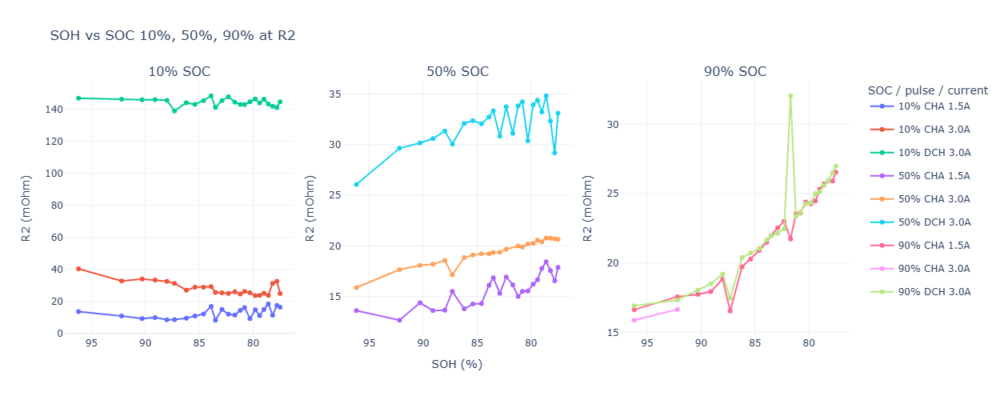 SOH vs SOC 10%, 50%, 90% at R2
10% SOC
50% SOC
90% SOC
SOC / pulse / current
10% CHA 1.5A
10% CHA 3.0A
10% DCH 3.0A
50% CHA 1.5A
50% CHA 3.0A
50% DCH 3.0A
90% CHA 1.5A
90% CHA 3.0A
90% DCH 3.0A
R2 (mOhm)
140
120
100
80
60
40
20
0
95
90
85
80
R2 (mOhm)
35
30
25
20
15
95
90
85
80
SOH (%)
R2 (mOhm)
30
25
20
15
95
90
85
80